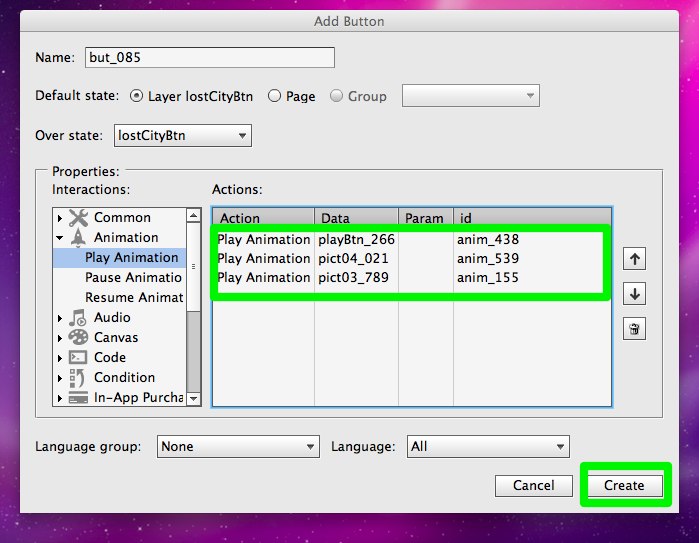 Add Button
Name: but_085
Default state: Layer lostCityBtn Page Group
Over state: lostCityBtn
Properties:
Interactions: Actions:
Common
Animation
Play Animation
Pause Animatio
Resume Animat
Audio
Canvas
Code
Condition
In-App Purcha
Action Data Param id
Play Animation playBtn_266 anim_438
Play Animation pict04_021 anim_539
Play Animation pict03_789 anim_155
Language group: None Language: All
Cancel Create